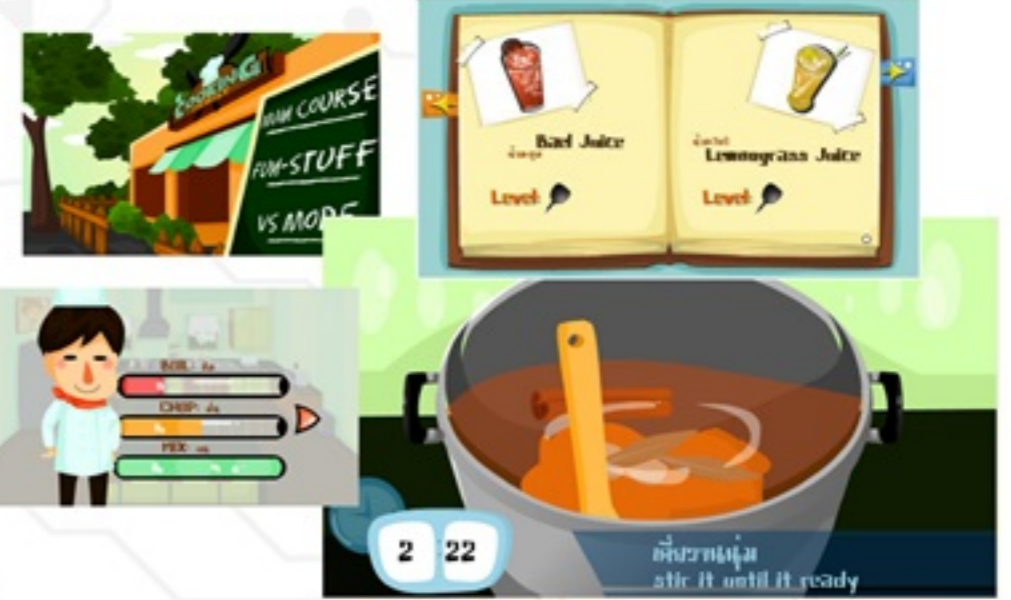 COOKING
MAIN COURSE
FUN-STUFF
VS MODE
Bael Juice
Level:
Lemongrass Juice
Level:
BOIL:
CHOP:
MIX:
2 :22
stir it until it ready